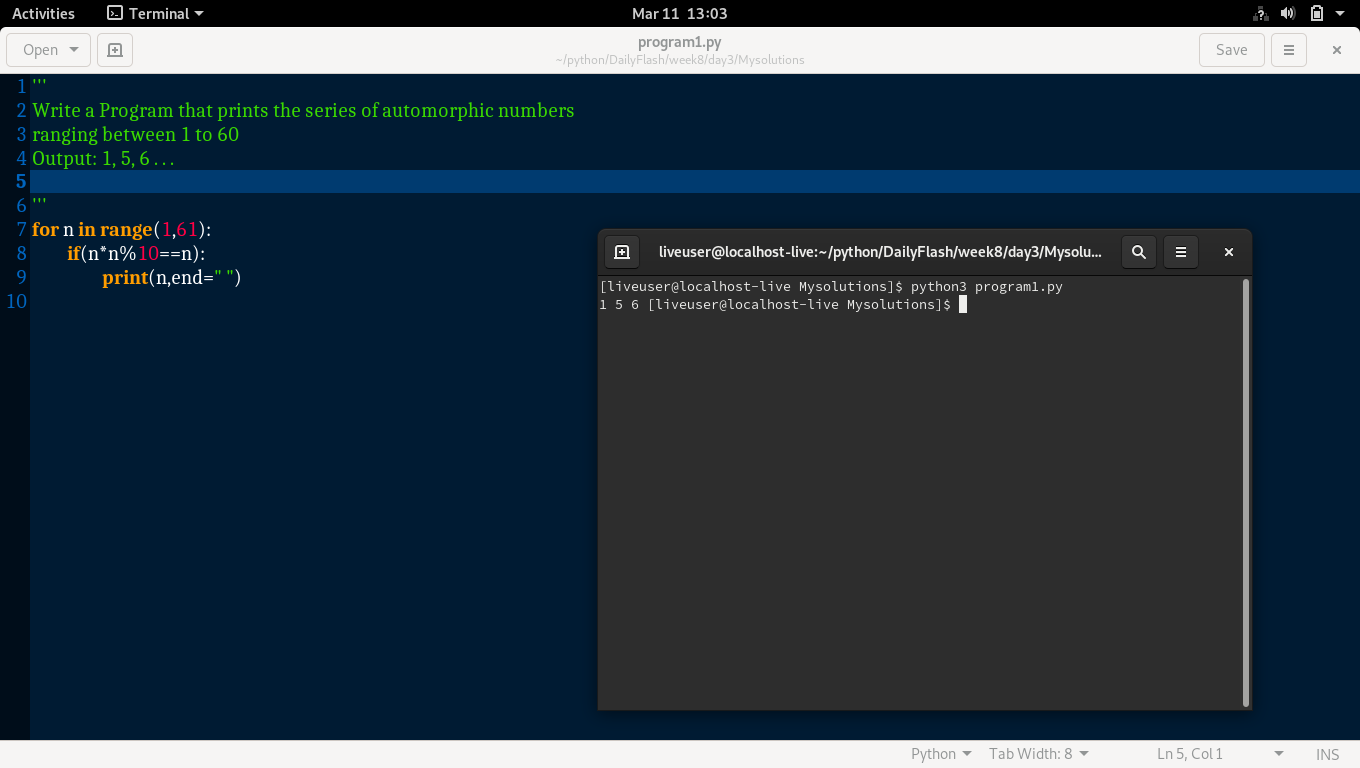 Activities Terminal Mar 11 13:03
Open program1.py Save
~/python/DailyFlash/week8/day3/Mysolutions
1 '''
2 Write a Program that prints the series of automorphic numbers
3 ranging between 1 to 60
4 Output: 1, 5, 6 . . .
5
6 '''
7 for n in range(1,61):
8 if(n*n%10==n):
9 print(n,end=" ")
10
liveuser@localhost-live:~/python/DailyFlash/week8/day3/Mysolu...
[liveuser@localhost-live Mysolutions]$ python3 program1.py
1 5 6 [liveuser@localhost-live Mysolutions]$
Python Tab Width: 8 Ln 5, Col 1 INS